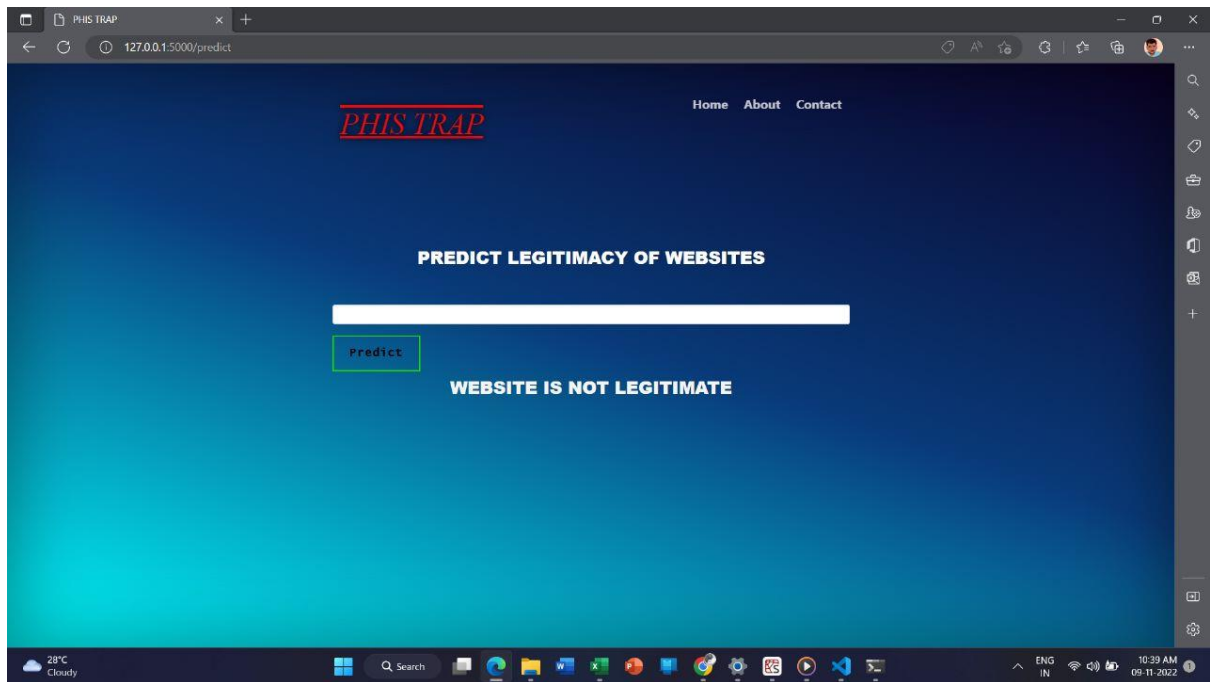 PHIS TRAP
127.0.0.1:5000/predict
PHIS TRAP
Home About Contact
PREDICT LEGITIMACY OF WEBSITES
Predict
WEBSITE IS NOT LEGITIMATE
28°C
Cloudy
Search
ENG
IN
10:39 AM
09-11-2022
1